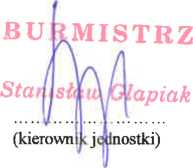 BURMISTRZ
Stanisław Glapiak
........................................
(kierownik jednostki)